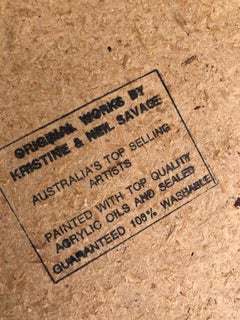 ORIGINAL WORKS BY
KRISTINE & NEIL SAVAGE
AUSTRALIA'S TOP SELLING
ARTISTS
PAINTED WITH TOP QUALITY
AGRYLIC OILS AND SEALED
GUARANTEED 100% WASHABLE